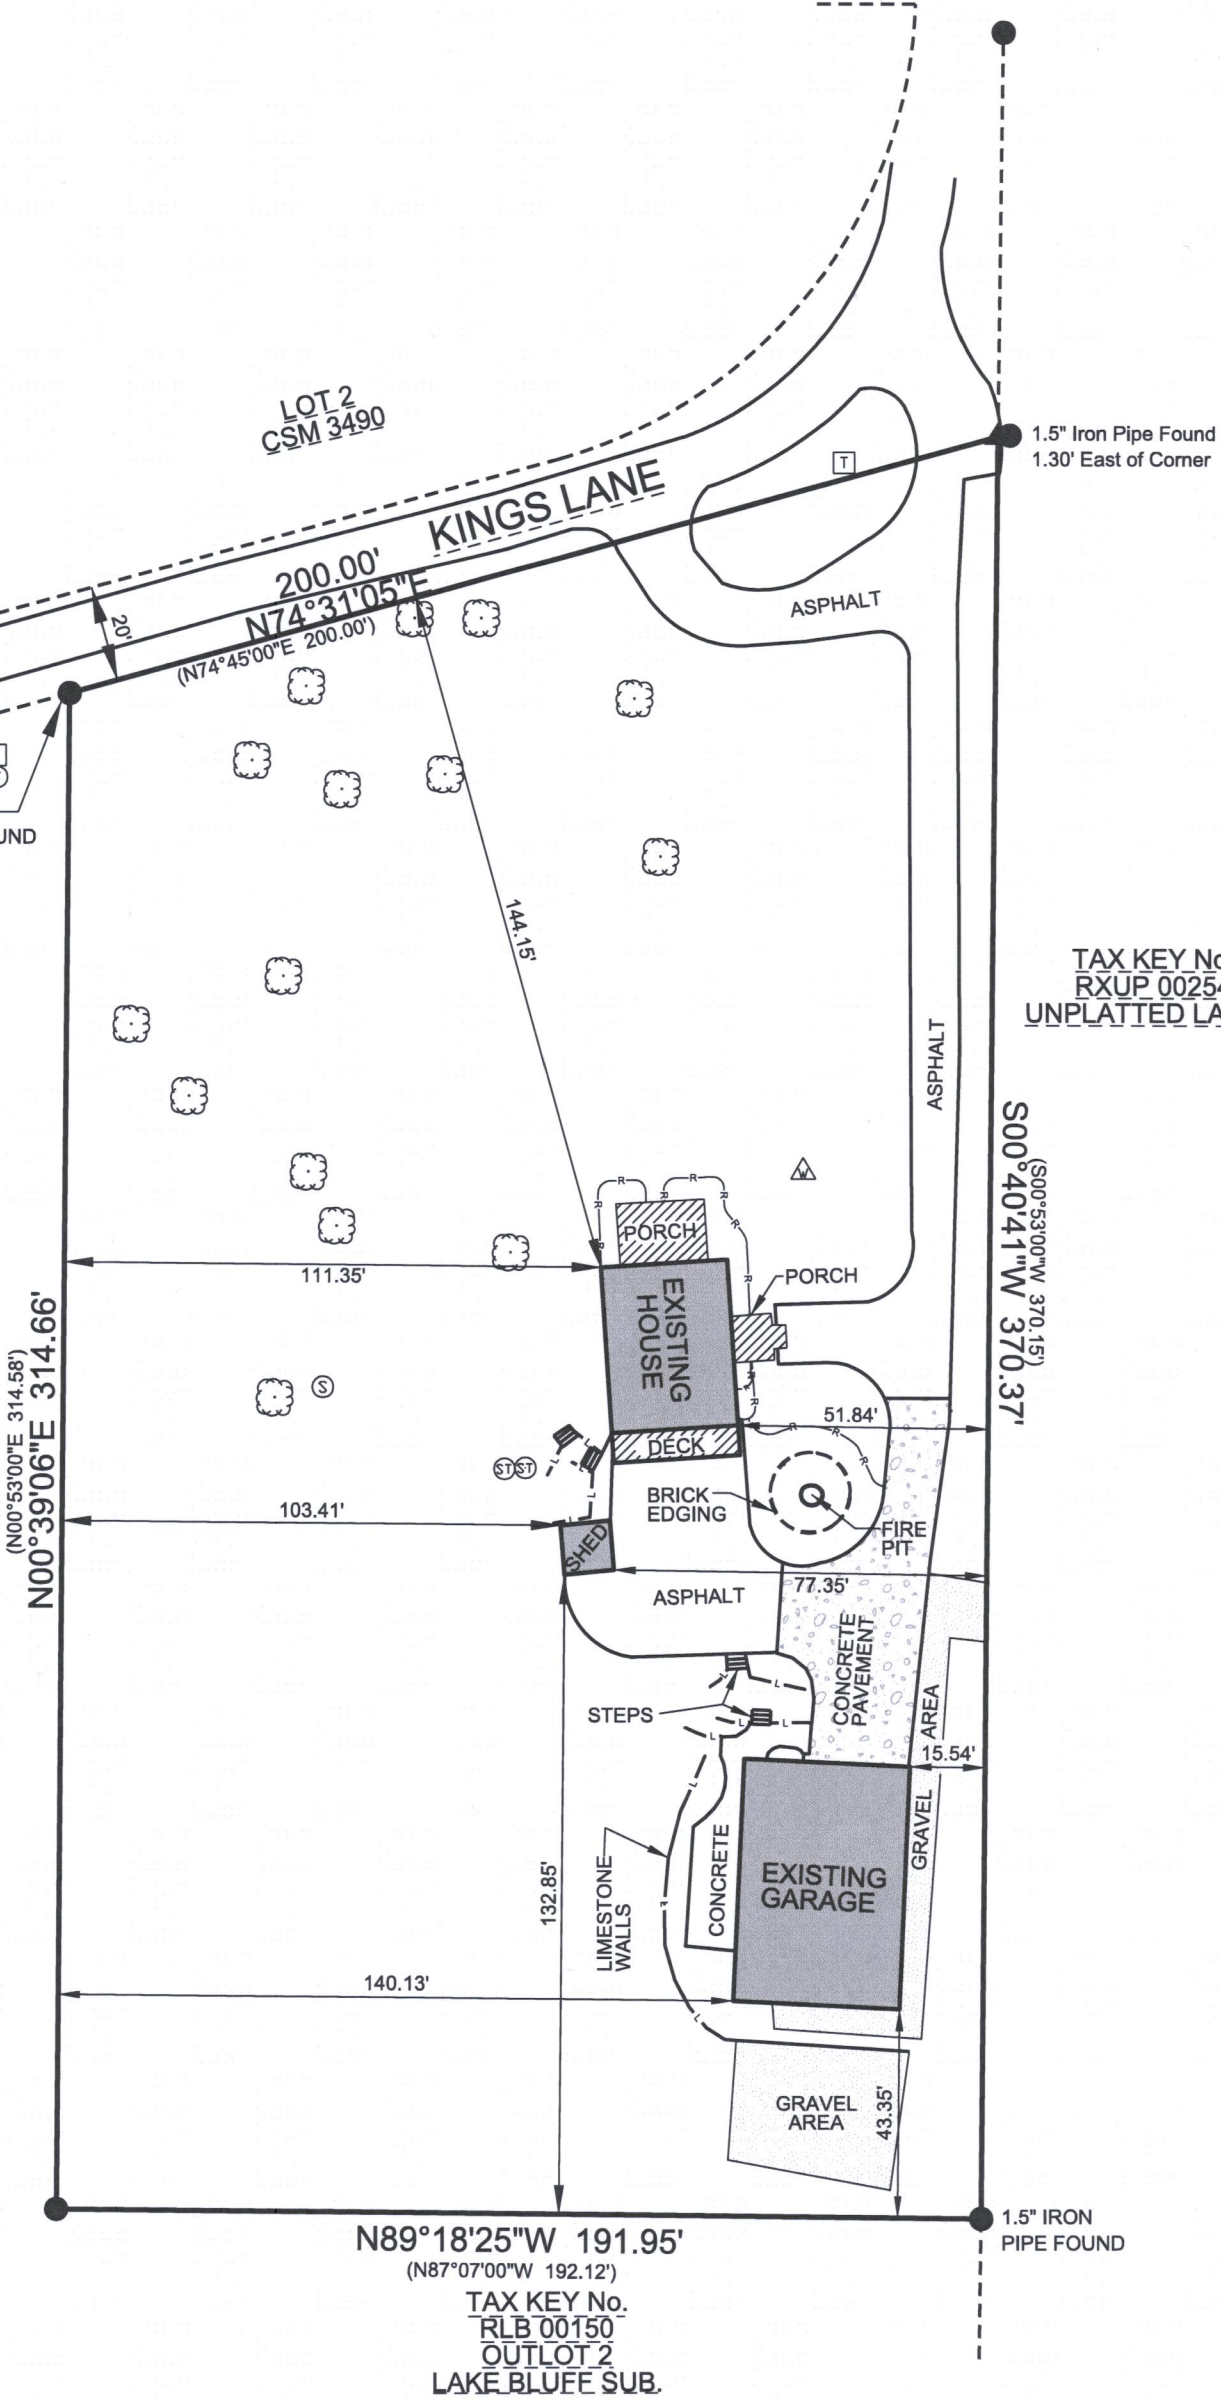 LOT 2
CSM 3490
1.5" Iron Pipe Found
1.30' East of Corner
T
KINGS LANE
200.00'
N74°31'05"E
(N74°45'00"E 200.00')
20'
ASPHALT
UND
144.15'
TAX KEY No
RXUP 00254
UNPLATTED LA
ASPHALT
S00°40'41"W 370.37'
(S00°53'00"W 370.15')
W
R
R
R
R
R
R
R
PORCH
111.35'
PORCH
EXISTING
HOUSE
N00°39'06"E 314.66'
(N00°53'00"E 314.58')
S
51.84'
R
R
R
R
DECK
ST
ST
L
L
L
L
L
BRICK
EDGING
FIRE
PIT
103.41'
SHED
77.35'
ASPHALT
CONCRETE
PAVEMENT
STEPS
L
L
L
L
L
L
L
L
GRAVEL AREA
15.54'
LIMESTONE
WALLS
CONCRETE
EXISTING
GARAGE
132.85'
140.13'
GRAVEL
AREA
43.35'
1.5" IRON
PIPE FOUND
N89°18'25"W 191.95'
(N87°07'00"W 192.12')
TAX KEY No.
RLB 00150
OUTLOT 2
LAKE BLUFF SUB.